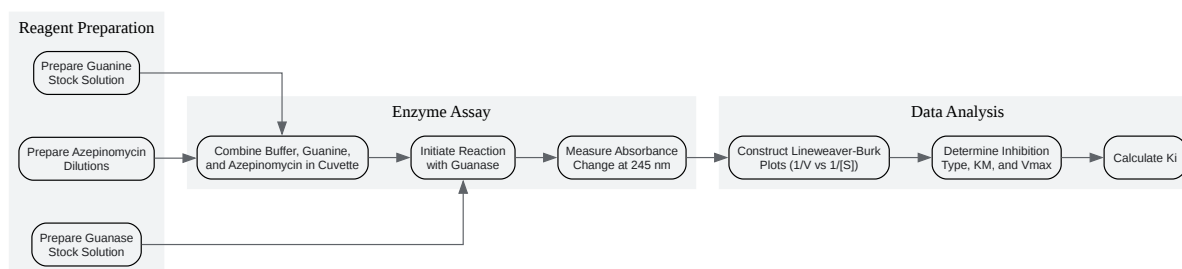 Reagent Preparation
Prepare Guanine
Stock Solution
Prepare Azepinomycin
Dilutions
Prepare Guanase
Stock Solution
Enzyme Assay
Combine Buffer, Guanine,
and Azepinomycin in Cuvette
Initiate Reaction
with Guanase
Measure Absorbance
Change at 245 nm
Data Analysis
Construct Lineweaver-Burk
Plots (1/V vs 1/[S])
Determine Inhibition
Type, KM, and Vmax
Calculate Ki